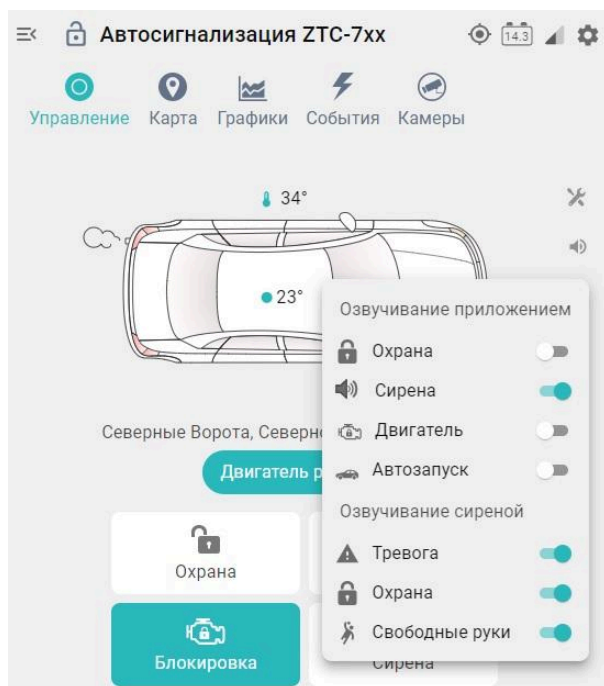 Автосигнализация ZTC-7xx
14.3
Управление Карта Графики События Камеры
34°
23°
Озвучивание приложением
Охрана
Сирена
Двигатель
Автозапуск
Озвучивание сиреной
Тревога
Охрана
Свободные руки
Северные Ворота,
Двигатель
Охрана
Блокировка
Сирена